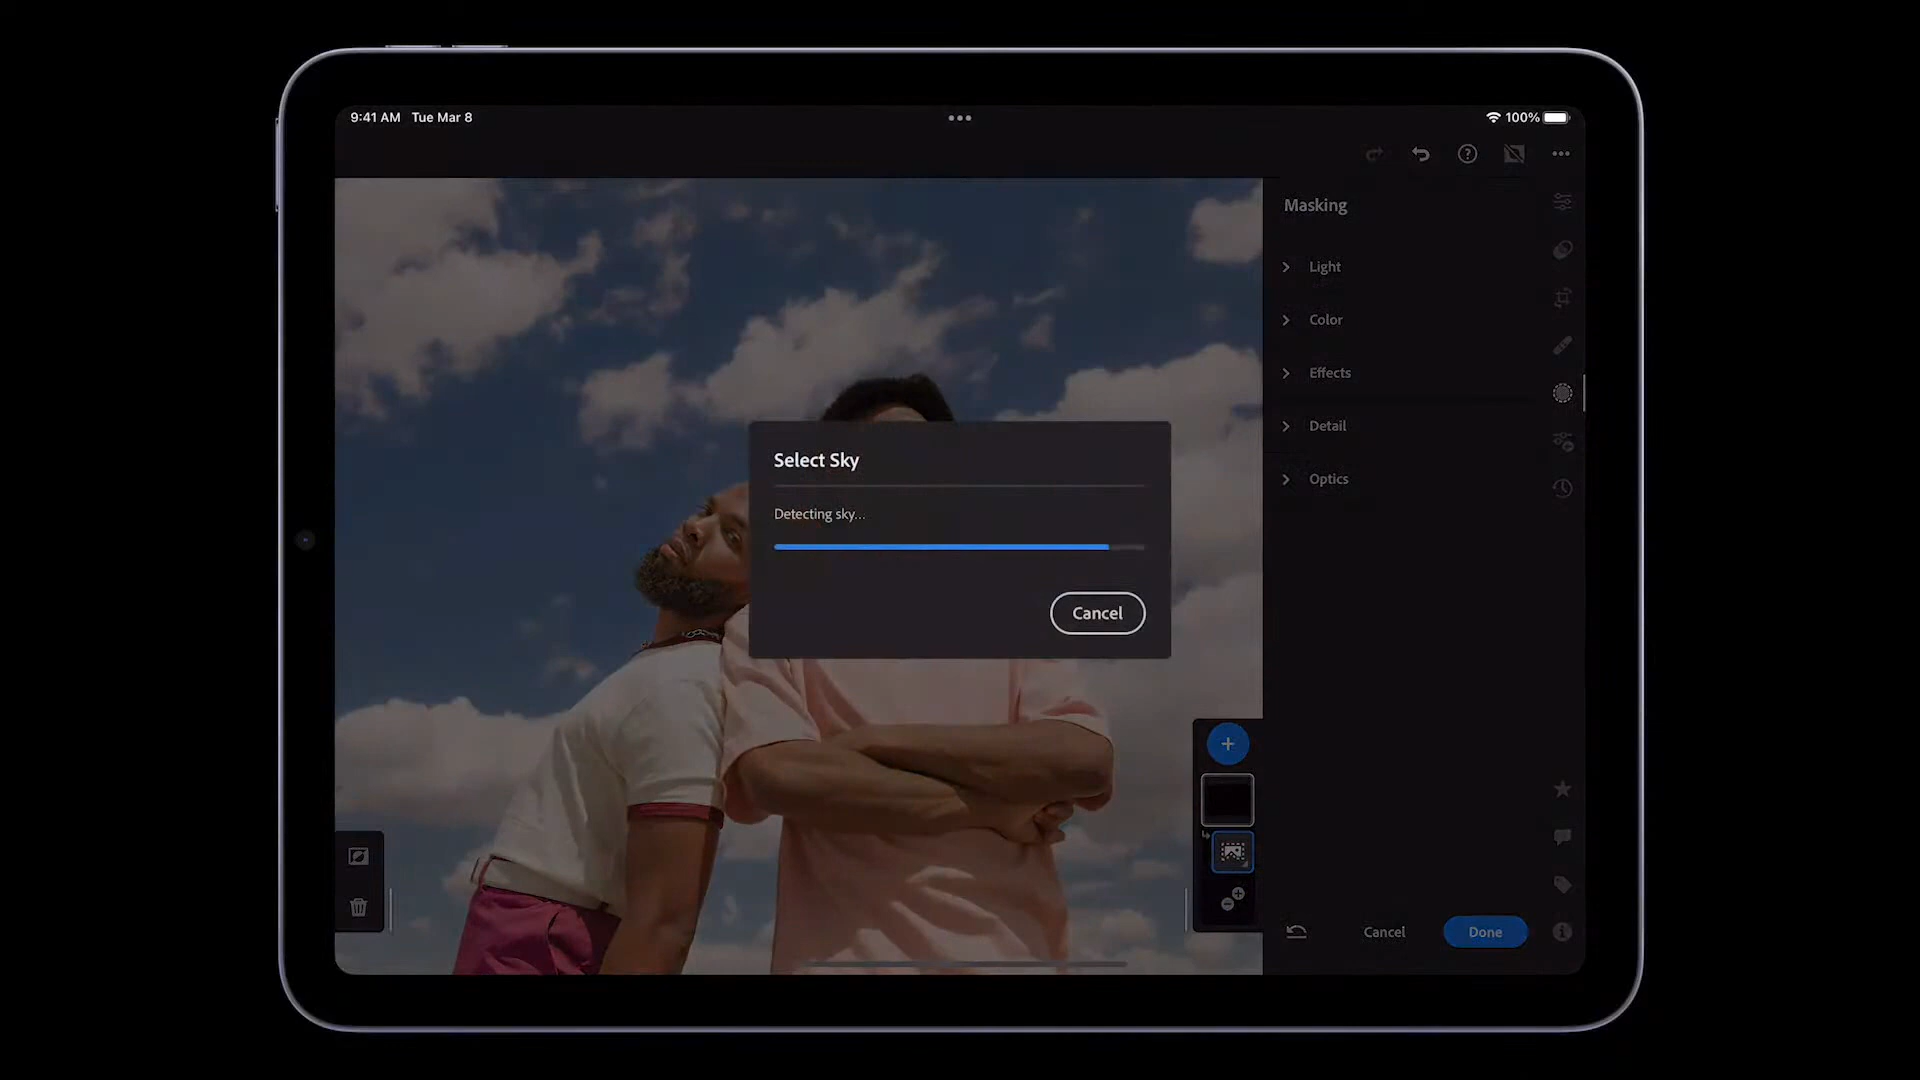 9:41 AM Tue Mar 8
100%
Masking
Light
Color
Effects
Detail
Optics
Select Sky
Detecting sky...
Cancel
Cancel
Done